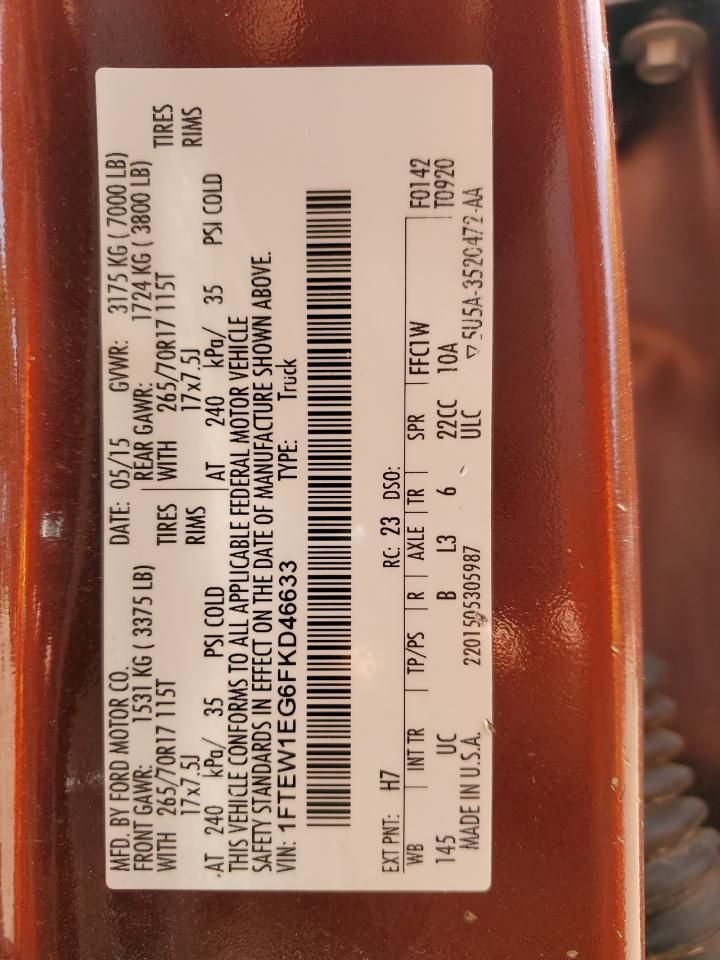 MFD. BY FORD MOTOR CO. DATE: 05/15 GVWR: 3175 KG ( 7000 LB)
FRONT GAWR: 1531 KG ( 3375 LB) REAR GAWR: 1724 KG ( 3800 LB)
WITH 265/70R17 115T TIRES WITH 265/70R17 115T TIRES
17x7.5J RIMS 17x7.5J RIMS
AT 240 kPa/ 35 PSI COLD AT 240 kPa/ 35 PSI COLD
THIS VEHICLE CONFORMS TO ALL APPLICABLE FEDERAL MOTOR VEHICLE
SAFETY STANDARDS IN EFFECT ON THE DATE OF MANUFACTURE SHOWN ABOVE.
VIN: 1FTEW1EG6FKD46633 TYPE: Truck
EXT PNT: H7 RC: 23 DSO:
WB INT TR TP/PS R AXLE TR SPR FFC1W F0142
145 UC B L3 6 22CC 10A T0920
MADE IN U.S.A. 2201505305987 ULC ▽ 5U5A-3520472-AA